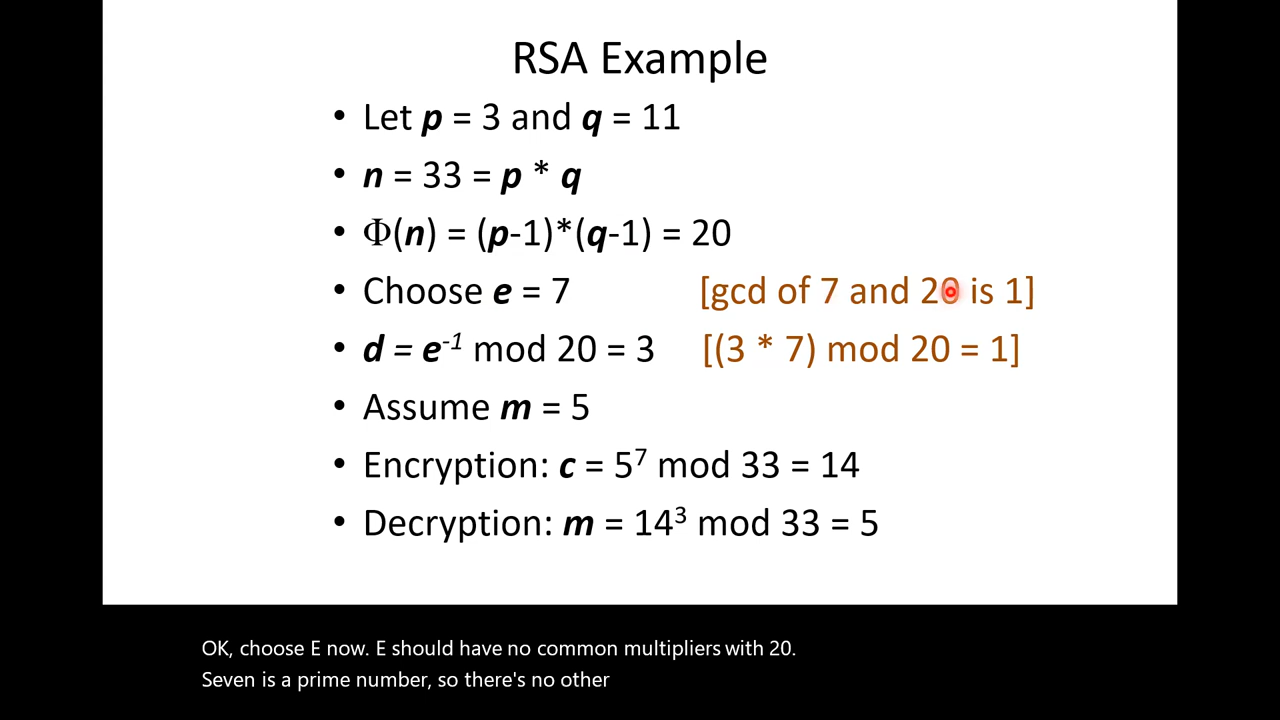 RSA Example
• Let p = 3 and q = 11
• n = 33 = p * q
• Φ(n) = (p-1)*(q-1) = 20
• Choose e = 7 [gcd of 7 and 20 is 1]
• d = e⁻¹ mod 20 = 3 [(3 * 7) mod 20 = 1]
• Assume m = 5
• Encryption: c = 5⁷ mod 33 = 14
• Decryption: m = 14³ mod 33 = 5
OK, choose E now. E should have no common multipliers with 20.
Seven is a prime number, so there's no other